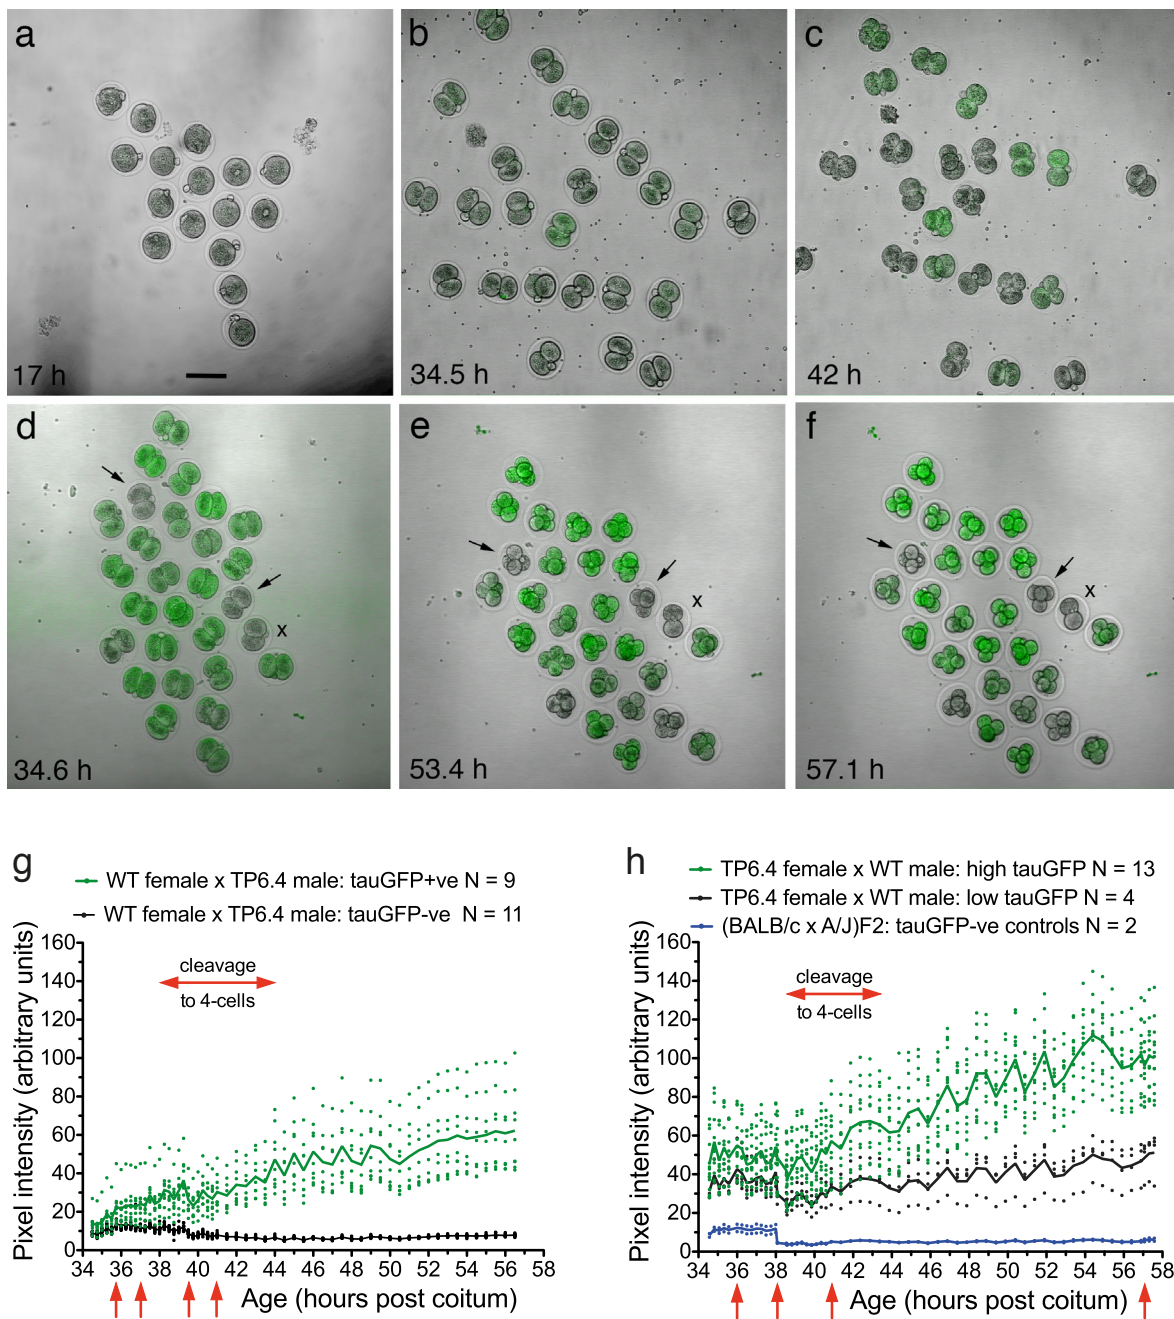 a
b
c
17 h
34.5 h
42 h
d
e
f
x
x
x
34.6 h
53.4 h
57.1 h
g
WT female x TP6.4 male: tauGFP+ve N = 9
WT female x TP6.4 male: tauGFP-ve N = 11
160
140
120
100
80
60
40
20
0
Pixel intensity (arbitrary units)
cleavage
to 4-cells
34 36 38 40 42 44 46 48 50 52 54 56 58
Age (hours post coitum)
h
TP6.4 female x WT male: high tauGFP N = 13
TP6.4 female x WT male: low tauGFP N = 4
(BALB/c x A/J)F2: tauGFP-ve controls N = 2
160
140
120
100
80
60
40
20
0
Pixel intensity (arbitrary units)
cleavage
to 4-cells
34 36 38 40 42 44 46 48 50 52 54 56 58
Age (hours post coitum)